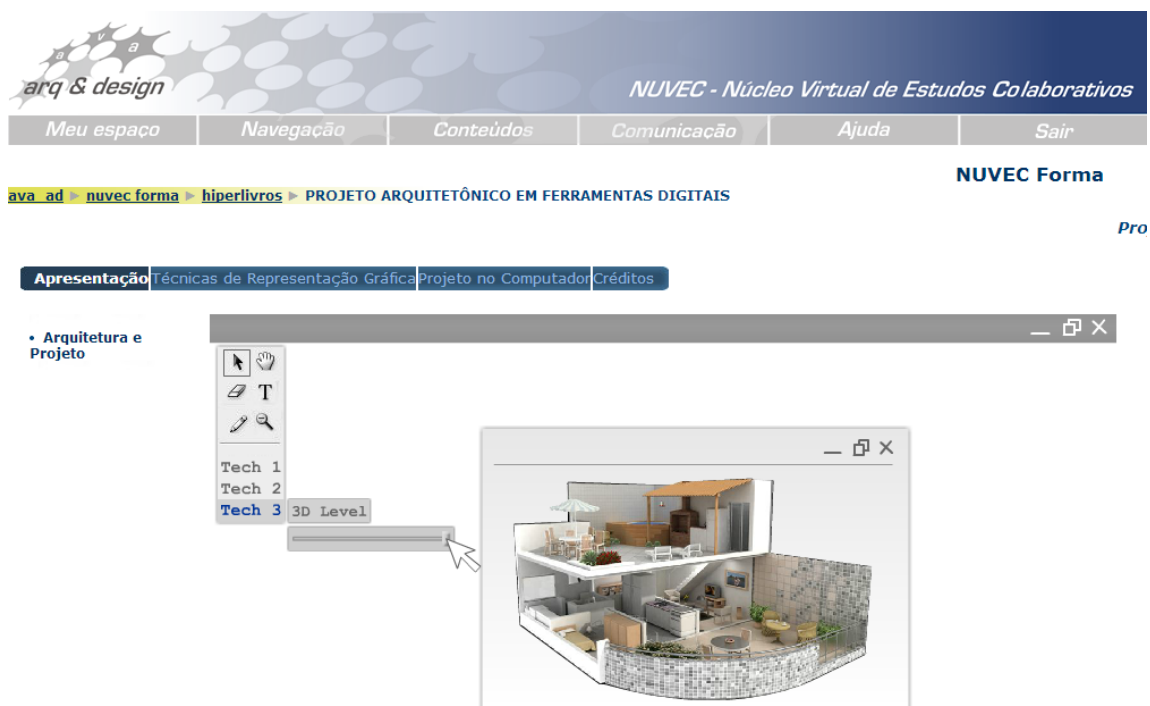 a v a
arq & design
NUVEC - Núcleo Virtual de Estudos Colaborativos
Meu espaço Navegação Conteúdos Comunicação Ajuda Sair
NUVEC Forma
ava_ad nuvec forma hiperlivros PROJETO ARQUITETÔNICO EM FERRAMENTAS DIGITAIS
Pro
Apresentação Técnicas de Representação Gráfica Projeto no Computador Créditos
• Arquitetura e
Projeto
T
Tech 1
Tech 2
Tech 3 3D Level